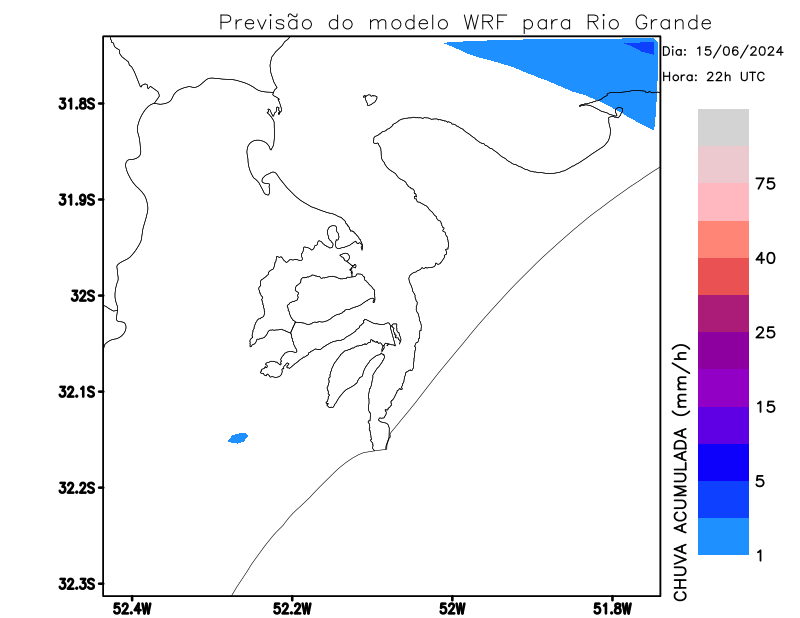 Previsão do modelo WRF para Rio Grande
Dia: 15/06/2024
Hora: 22h UTC
31.8S
31.9S
32S
32.1S
32.2S
32.3S
52.4W
52.2W
52W
51.8W
75
40
25
15
5
1
CHUVA ACUMULADA (mm/h)